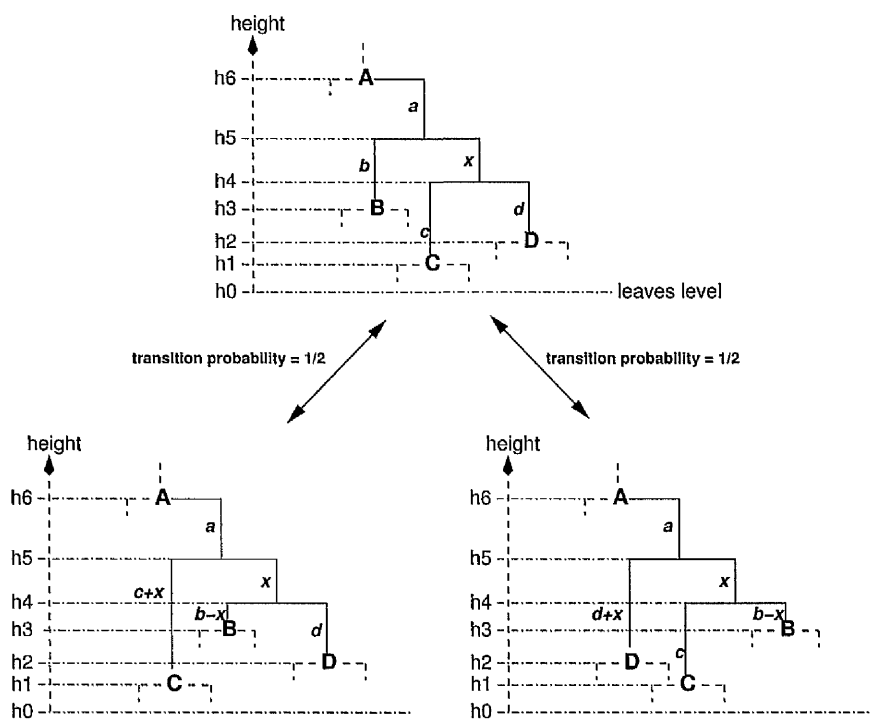 height
h6 A
a
h5
b x
h4
h3 B d
h2 c D
h1 C
h0 leaves level
transition probability = 1/2 transition probability = 1/2
height height
h6 A h6 A
a a
h5 h5
c+x x d+x x
h4 h4
b−x b−x
h3 B d h3 B
h2 D h2 D c
h1 C h1 C
h0 h0